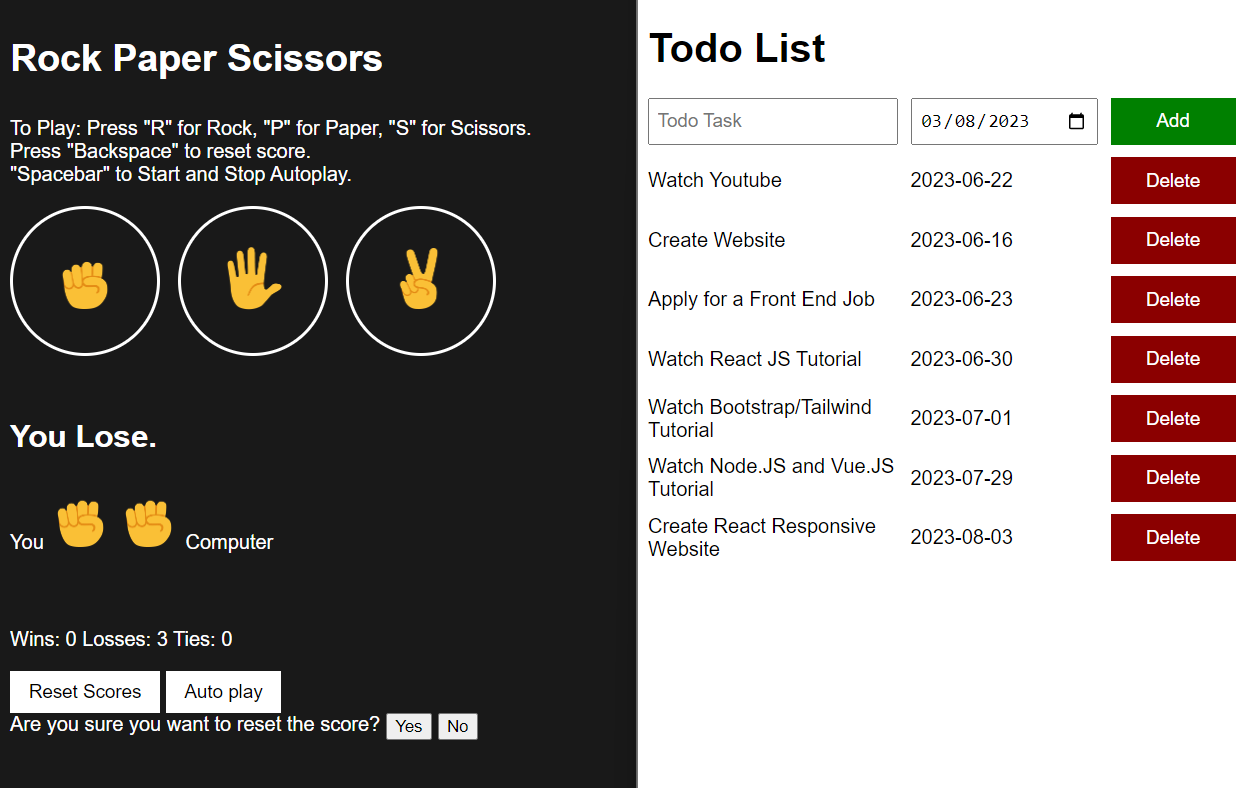 Rock Paper Scissors
To Play: Press "R" for Rock, "P" for Paper, "S" for Scissors.
Press "Backspace" to reset score.
"Spacebar" to Start and Stop Autoplay.
You Lose.
You Computer
Wins: 0 Losses: 3 Ties: 0
Reset Scores Auto play
Are you sure you want to reset the score? Yes No
Todo List
Todo Task 03/08/2023 Add
Watch Youtube 2023-06-22 Delete
Create Website 2023-06-16 Delete
Apply for a Front End Job 2023-06-23 Delete
Watch React JS Tutorial 2023-06-30 Delete
Watch Bootstrap/Tailwind
Tutorial 2023-07-01 Delete
Watch Node.JS and Vue.JS
Tutorial 2023-07-29 Delete
Create React Responsive
Website 2023-08-03 Delete